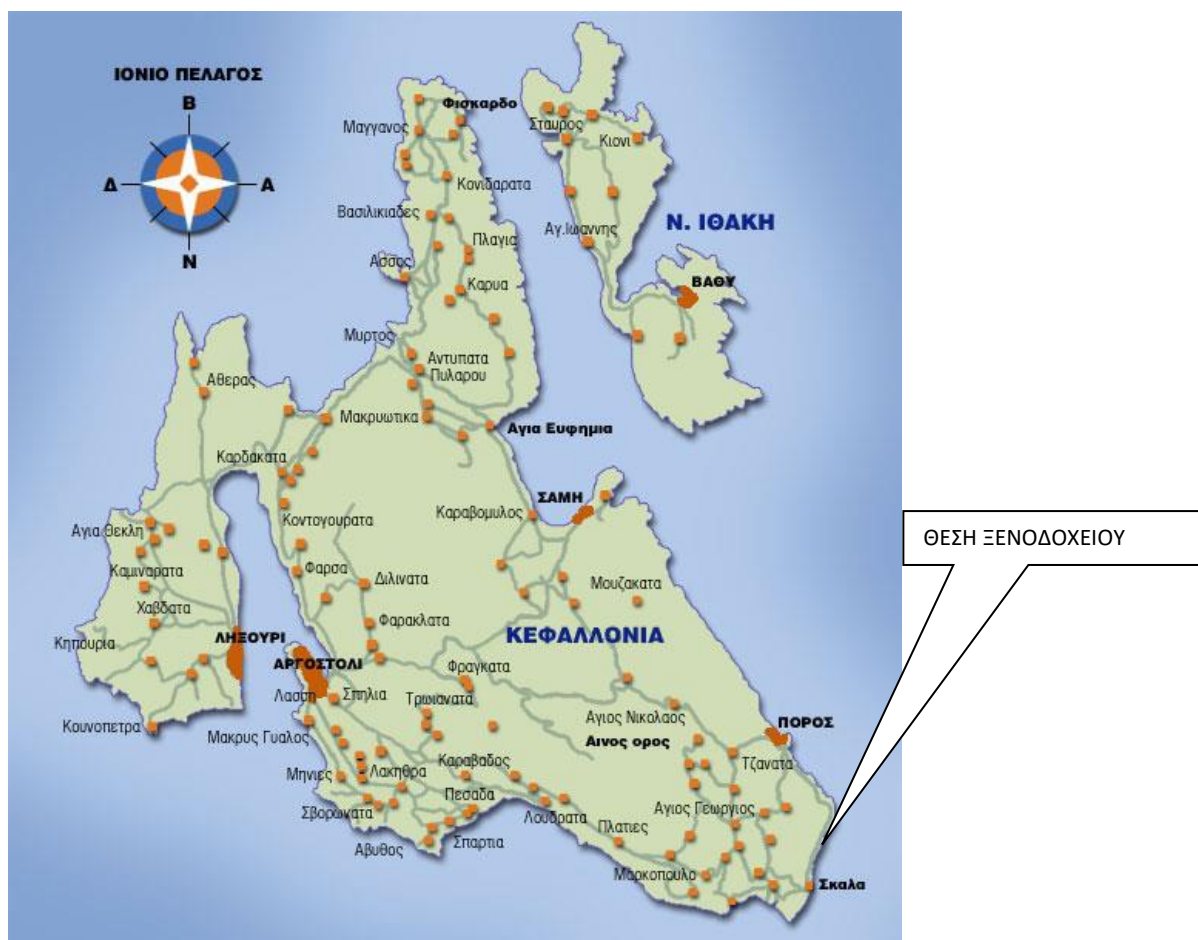 ΙΟΝΙΟ ΠΕΛΑΓΟΣ
Β
Δ
Α
Ν
Φισκαρδο
Μαγγανος
Κονιδαρατα
Βασιλικιαδες
Πλαγια
Ασσος
Καρυα
Μυρτος
Αντυπατα
Πυλαρου
Μακρυωτικα
Αγια Ευφημια
Σταυρος
Κιονι
Ν. ΙΘΑΚΗ
Αγ.Ιωαννης
ΒΑΘΥ
Αθερας
Καρδακατα
Κοντογουρατα
Αγια Θεκλη
Φαρσα
Καμιναρατα
Χαβδατα
Κηπουρια
ΛΗΞΟΥΡΙ
Κουνοπετρα
ΣΑΜΗ
Καραβομυλος
Διλινατα
Μουζακατα
Φαρακλατα
ΚΕΦΑΛΛΟΝΙΑ
ΘΕΣΗ ΞΕΝΟΔΟΧΕΙΟΥ
ΑΡΓΟΣΤΟΛΙ
Φραγκατα
Λασση
Σπηλια
Τρωιανατα
Αγιος Νικολαος
ΠΟΡΟΣ
Μακρυς Γυαλος
Αινος ορος
Τζανατα
Μηνιες
Λακηθρα
Καραβαδος
Πεσαδα
Σβορωνατα
Λουδρατα
Αγιος Γεωργιος
Αβυθος
Σπαρτια
Πλατιες
Μαρκοπουλο
Σκαλα